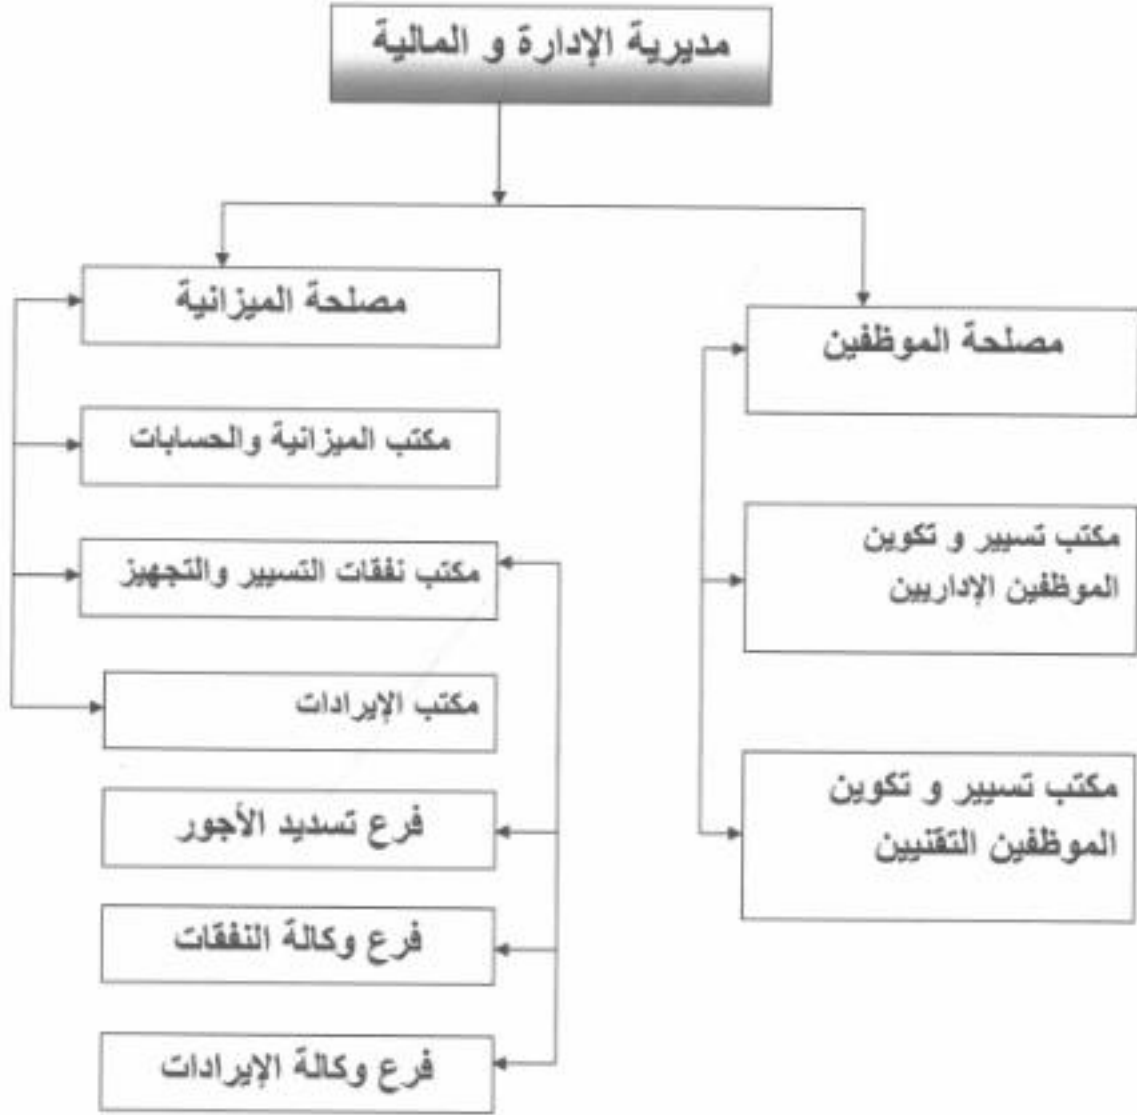 مديرية الإدارة و المالية
مصلحة الموظفين
مكتب تسيير و تكوين
الموظفين الإداريين
مكتب تسيير و تكوين
الموظفين التقنيين
مصلحة الميزانية
مكتب الميزانية والحسابات
مكتب نفقات التسيير والتجهيز
مكتب الإيرادات
فرع تسديد الأجور
فرع وكالة النفقات
فرع وكالة الإيرادات